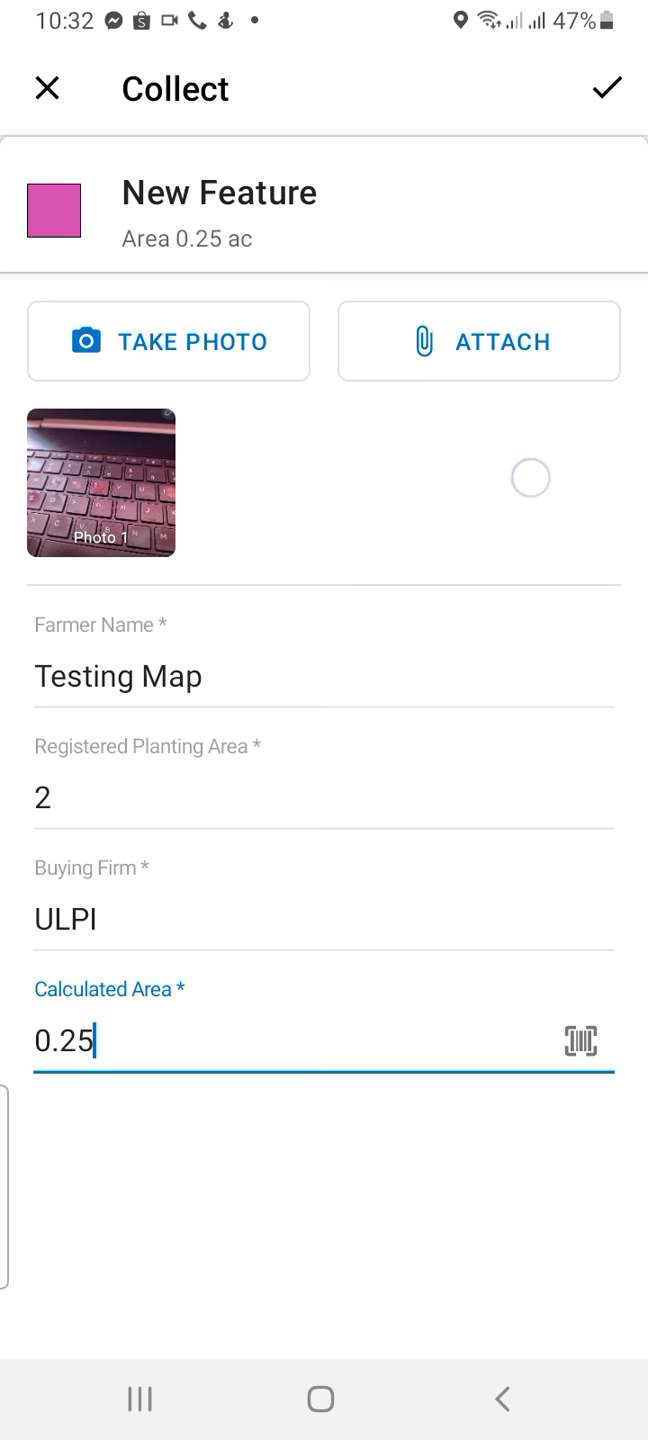 10:32 47%
Collect
New Feature
Area 0.25 ac
TAKE PHOTO ATTACH
Photo 1
Farmer Name *
Testing Map
Registered Planting Area *
2
Buying Firm *
ULPI
Calculated Area *
0.25